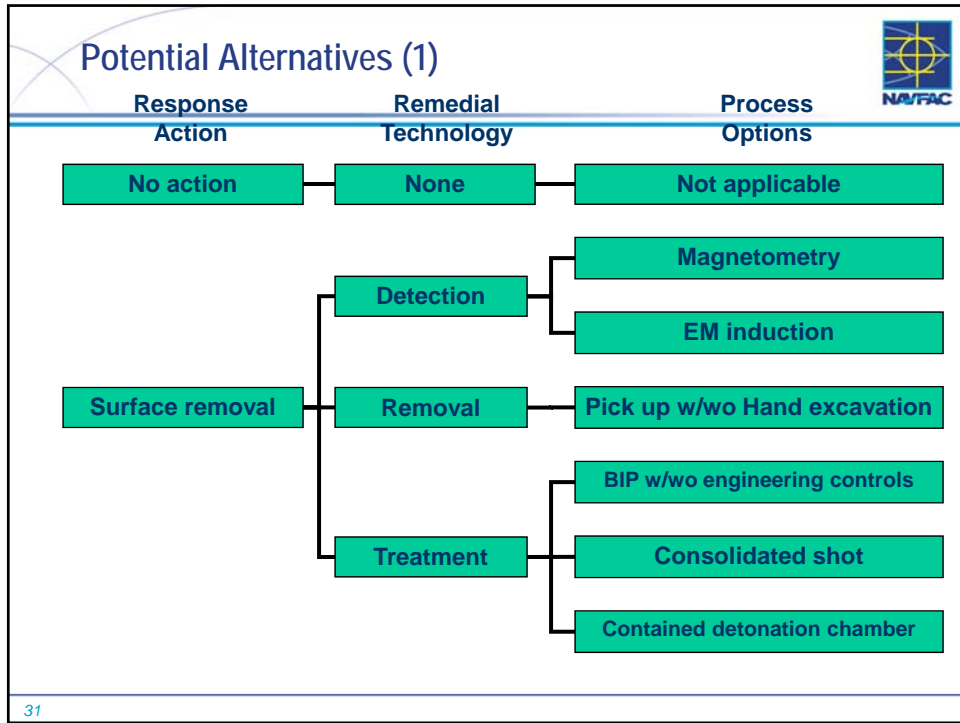 Potential Alternatives (1)
NAVFAC
Response
Action
Remedial
Technology
Process
Options
No action
None
Not applicable
Surface removal
Detection
Magnetometry
EM induction
Removal
Pick up w/wo Hand excavation
Treatment
BIP w/wo engineering controls
Consolidated shot
Contained detonation chamber
31